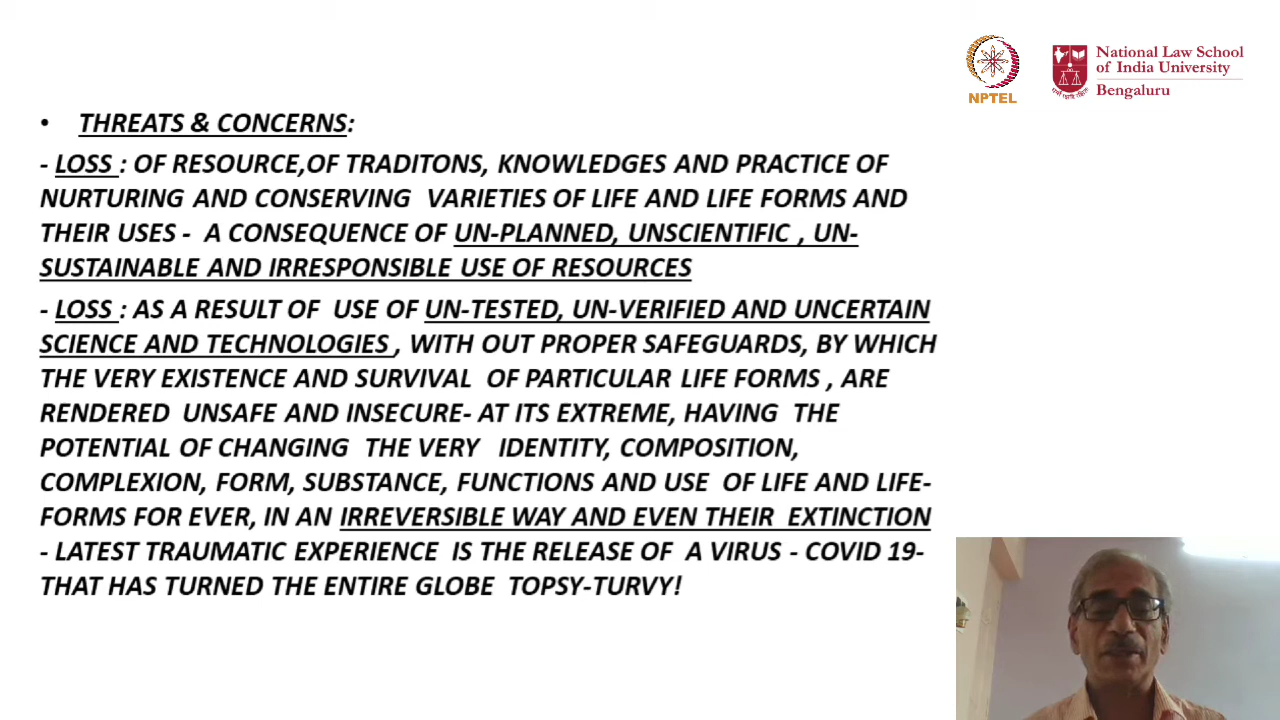 NPTEL
National Law School
of India University
Bengaluru
• THREATS & CONCERNS:
- LOSS : OF RESOURCE,OF TRADITONS, KNOWLEDGES AND PRACTICE OF
NURTURING AND CONSERVING VARIETIES OF LIFE AND LIFE FORMS AND
THEIR USES - A CONSEQUENCE OF UN-PLANNED, UNSCIENTIFIC , UN-
SUSTAINABLE AND IRRESPONSIBLE USE OF RESOURCES
- LOSS : AS A RESULT OF USE OF UN-TESTED, UN-VERIFIED AND UNCERTAIN
SCIENCE AND TECHNOLOGIES , WITH OUT PROPER SAFEGUARDS, BY WHICH
THE VERY EXISTENCE AND SURVIVAL OF PARTICULAR LIFE FORMS , ARE
RENDERED UNSAFE AND INSECURE- AT ITS EXTREME, HAVING THE
POTENTIAL OF CHANGING THE VERY IDENTITY, COMPOSITION,
COMPLEXION, FORM, SUBSTANCE, FUNCTIONS AND USE OF LIFE AND LIFE-
FORMS FOR EVER, IN AN IRREVERSIBLE WAY AND EVEN THEIR EXTINCTION
- LATEST TRAUMATIC EXPERIENCE IS THE RELEASE OF A VIRUS - COVID 19-
THAT HAS TURNED THE ENTIRE GLOBE TOPSY-TURVY!